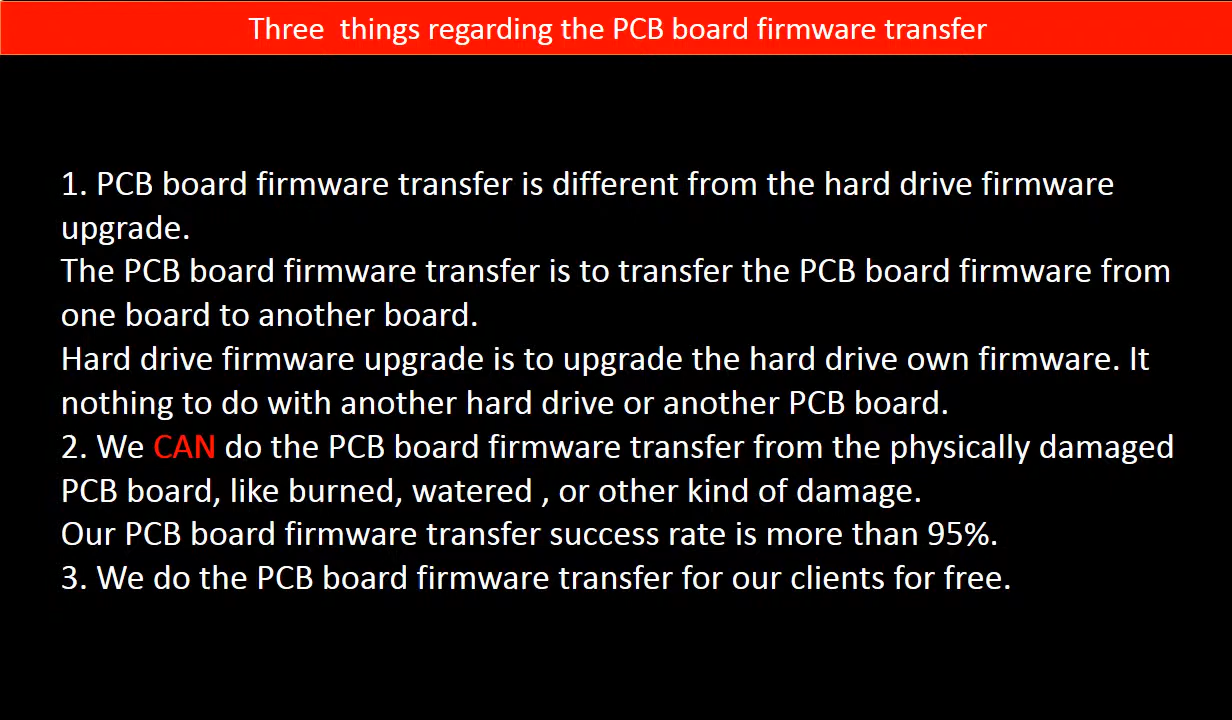 Three  things regarding the PCB board firmware transfer
1. PCB board firmware transfer is different from the hard drive firmware
upgrade.
The PCB board firmware transfer is to transfer the PCB board firmware from
one board to another board.
Hard drive firmware upgrade is to upgrade the hard drive own firmware. It
nothing to do with another hard drive or another PCB board.
2. We CAN do the PCB board firmware transfer from the physically damaged
PCB board, like burned, watered , or other kind of damage.
Our PCB board firmware transfer success rate is more than 95%.
3. We do the PCB board firmware transfer for our clients for free.